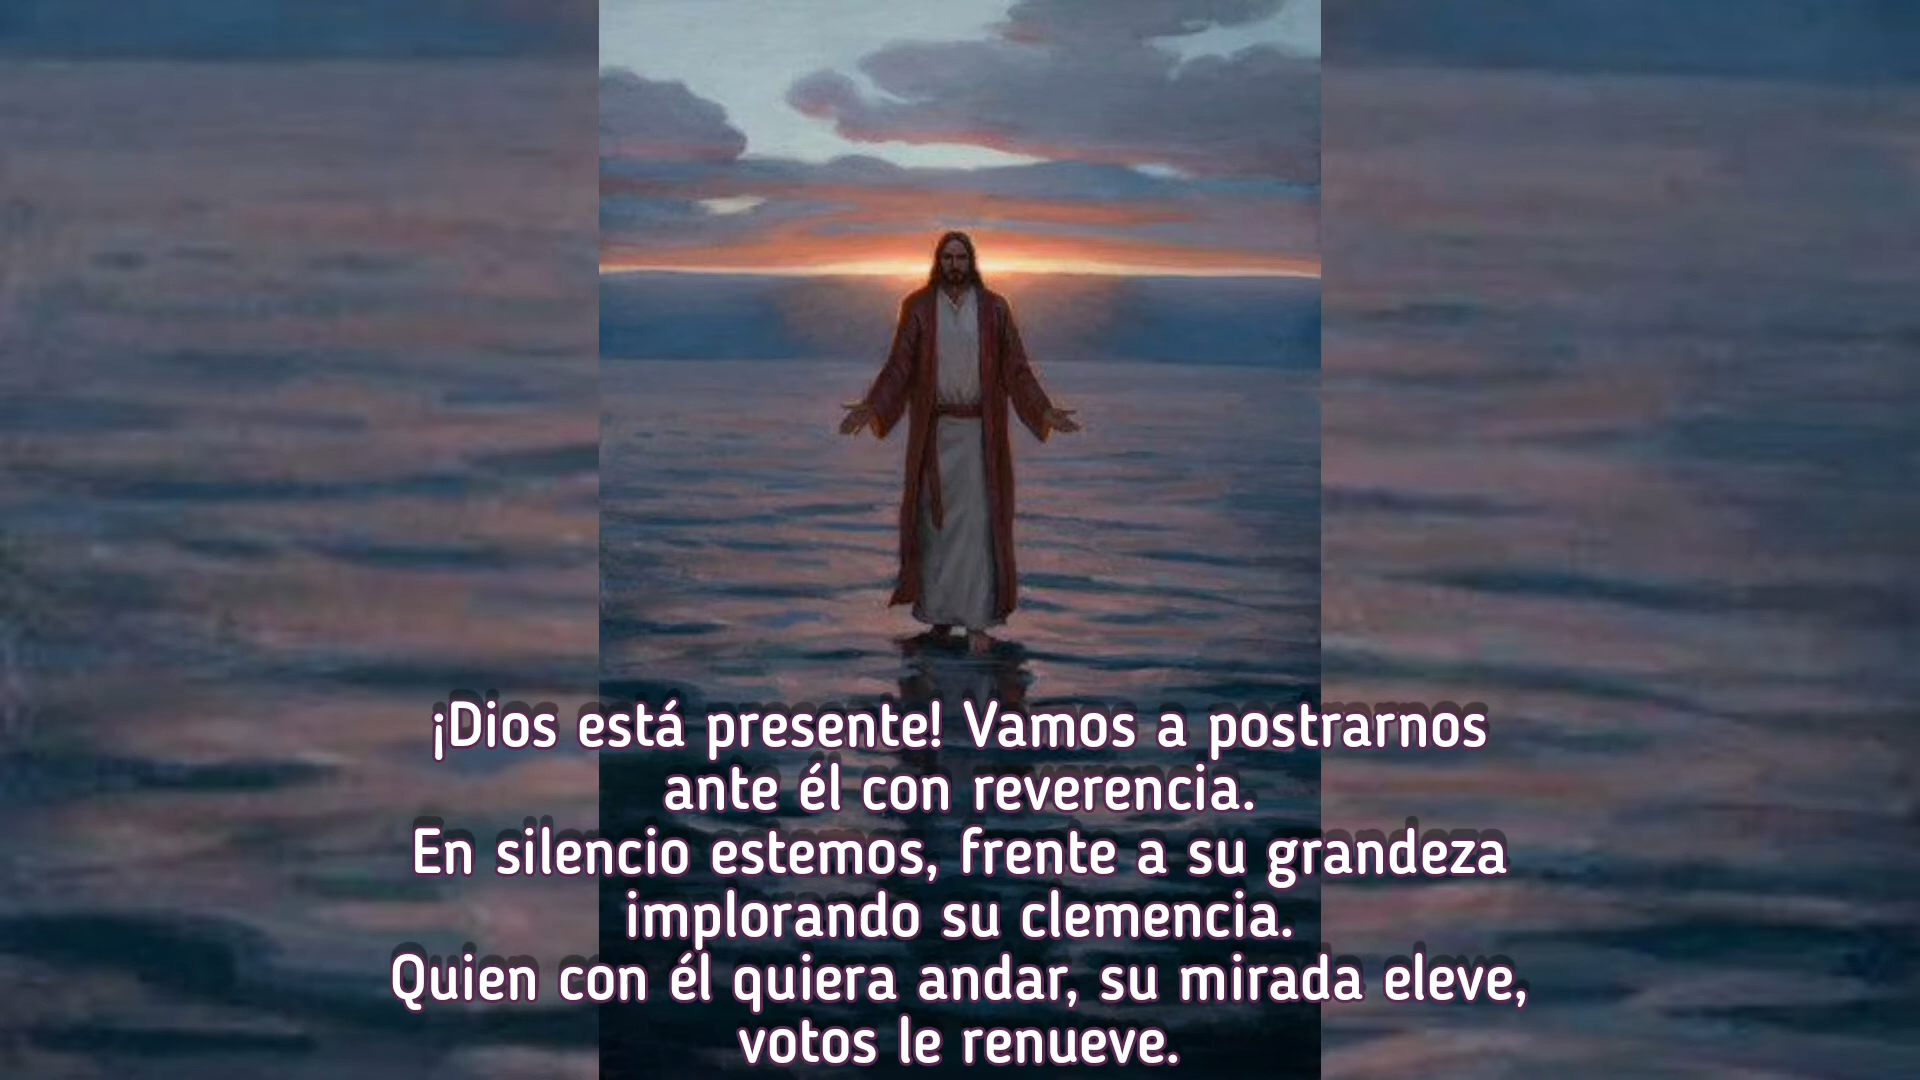 ¡Dios está presente! Vamos a postrarnos
ante él con reverencia.
En silencio estemos, frente a su grandeza
implorando su clemencia.
Quien con él quiera andar, su mirada eleve,
votos le renueve.